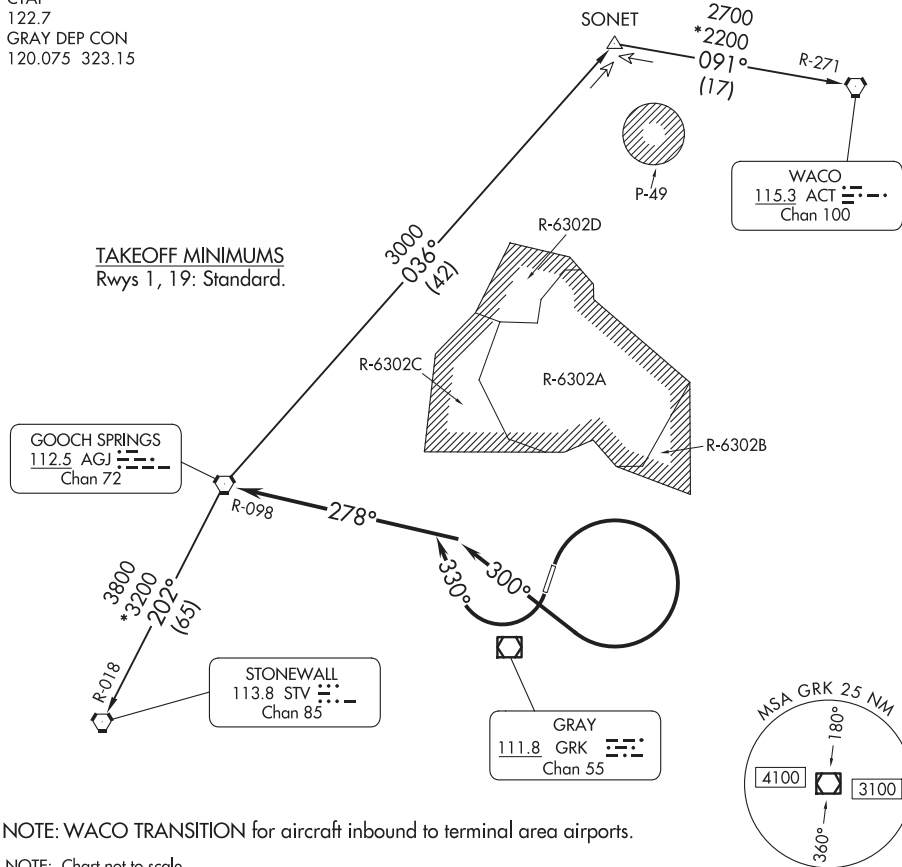 122.7
GRAY DEP CON
120.075 323.15
SONET
2700
*2200
091°
(17)
R-271
P-49
WACO
115.3 ACT
Chan 100
TAKEOFF MINIMUMS
Rwys 1, 19: Standard.
3000
036°
(42)
R-6302D
R-6302C
R-6302A
R-6302B
GOOCH SPRINGS
112.5 AGJ
Chan 72
R-098
278°
330°
300°
3800
*3200
202°
(65)
R-018
STONEWALL
113.8 STV
Chan 85
GRAY
111.8 GRK
Chan 55
MSA GRK 25 NM
180°
4100
3100
360°
NOTE: WACO TRANSITION for aircraft inbound to terminal area airports.
NOTE: Chart not to scale